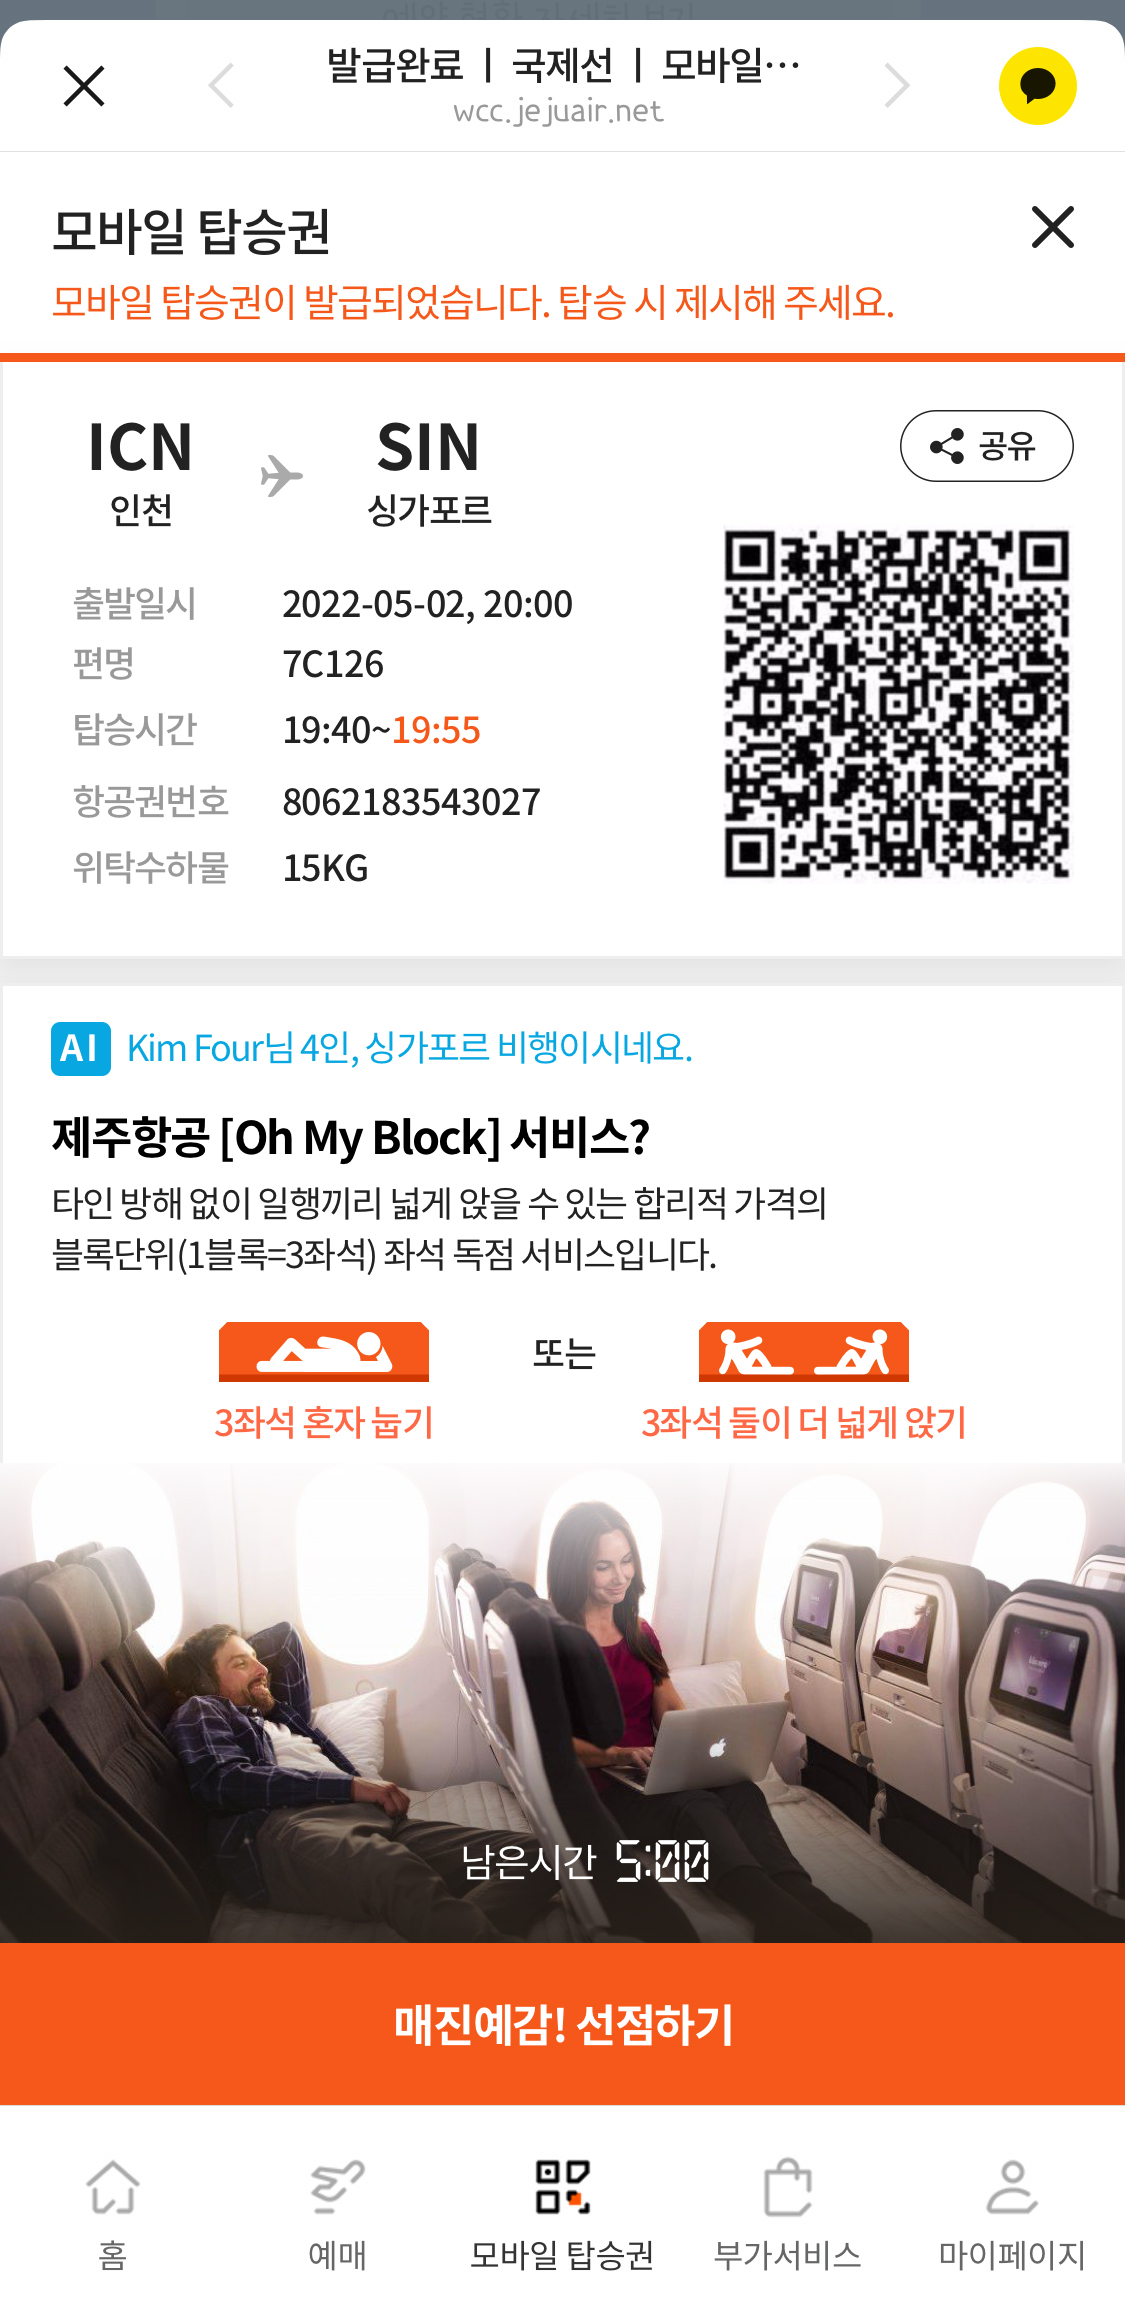 발급완료 ㅣ 국제선 ㅣ 모바일…
wcc.jejuair.net
모바일 탑승권
모바일 탑승권이 발급되었습니다. 탑승 시 제시해 주세요.
ICN
SIN
공유
인천
싱가포르
출발일시 2022-05-02, 20:00
편명 7C126
탑승시간 19:40~19:55
항공권번호 8062183543027
위탁수하물 15KG
AI Kim Four님 4인, 싱가포르 비행이시네요.
제주항공 [Oh My Block] 서비스?
타인 방해 없이 일행끼리 넓게 앉을 수 있는 합리적 가격의
블록단위(1블록=3좌석) 좌석 독점 서비스입니다.
또는
3좌석 혼자 눕기
3좌석 둘이 더 넓게 앉기
남은시간 5:00
매진예감! 선점하기
홈
예매
모바일 탑승권
부가서비스
마이페이지